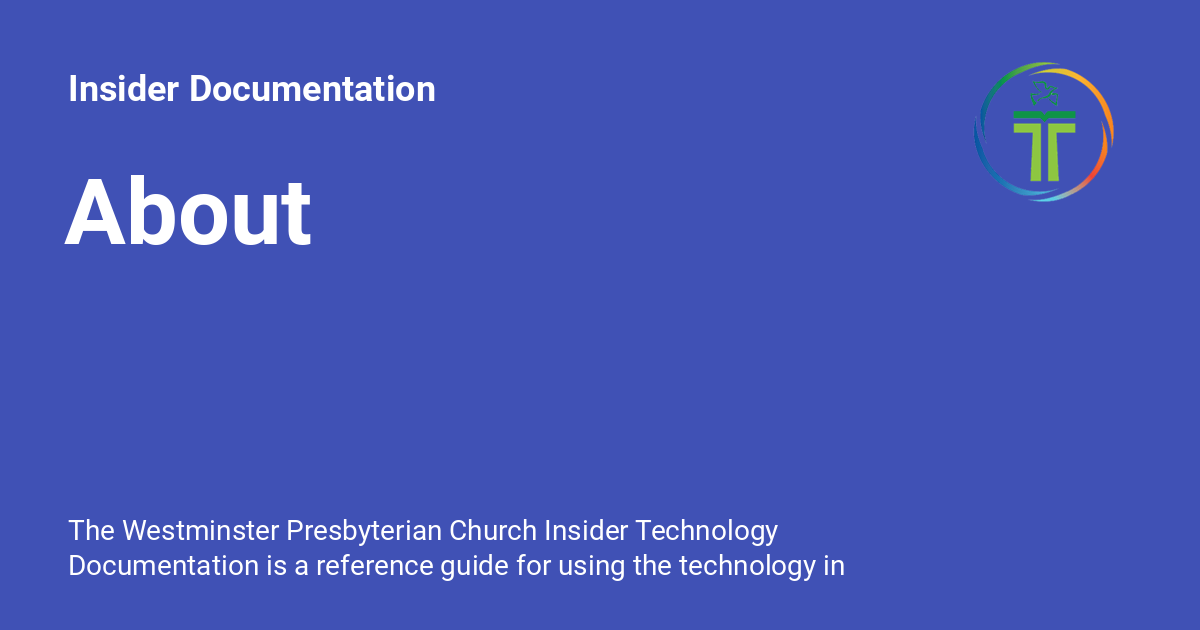 Insider Documentation
About
The Westminster Presbyterian Church Insider Technology
Documentation is a reference guide for using the technology in